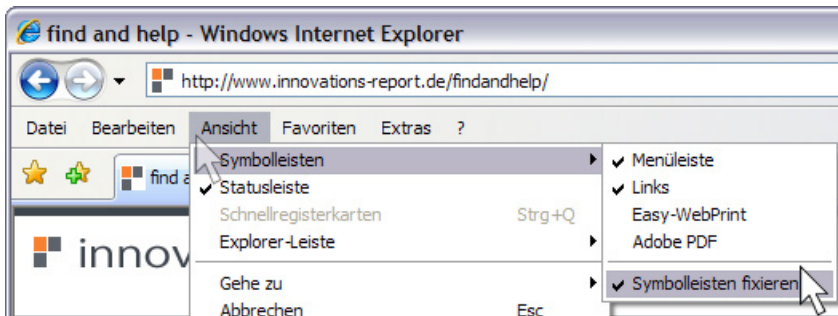 find and help - Windows Internet Explorer
http://www.innovations-report.de/findandhelp/
Datei Bearbeiten Ansicht Favoriten Extras ?
find
Symbolleisten
Statusleiste
Schnellregisterkarten Strg+Q
Explorer-Leiste
Gehe zu
Abbrechen Esc
Menüleiste
Links
Easy-WebPrint
Adobe PDF
Symbolleisten fixieren
innov